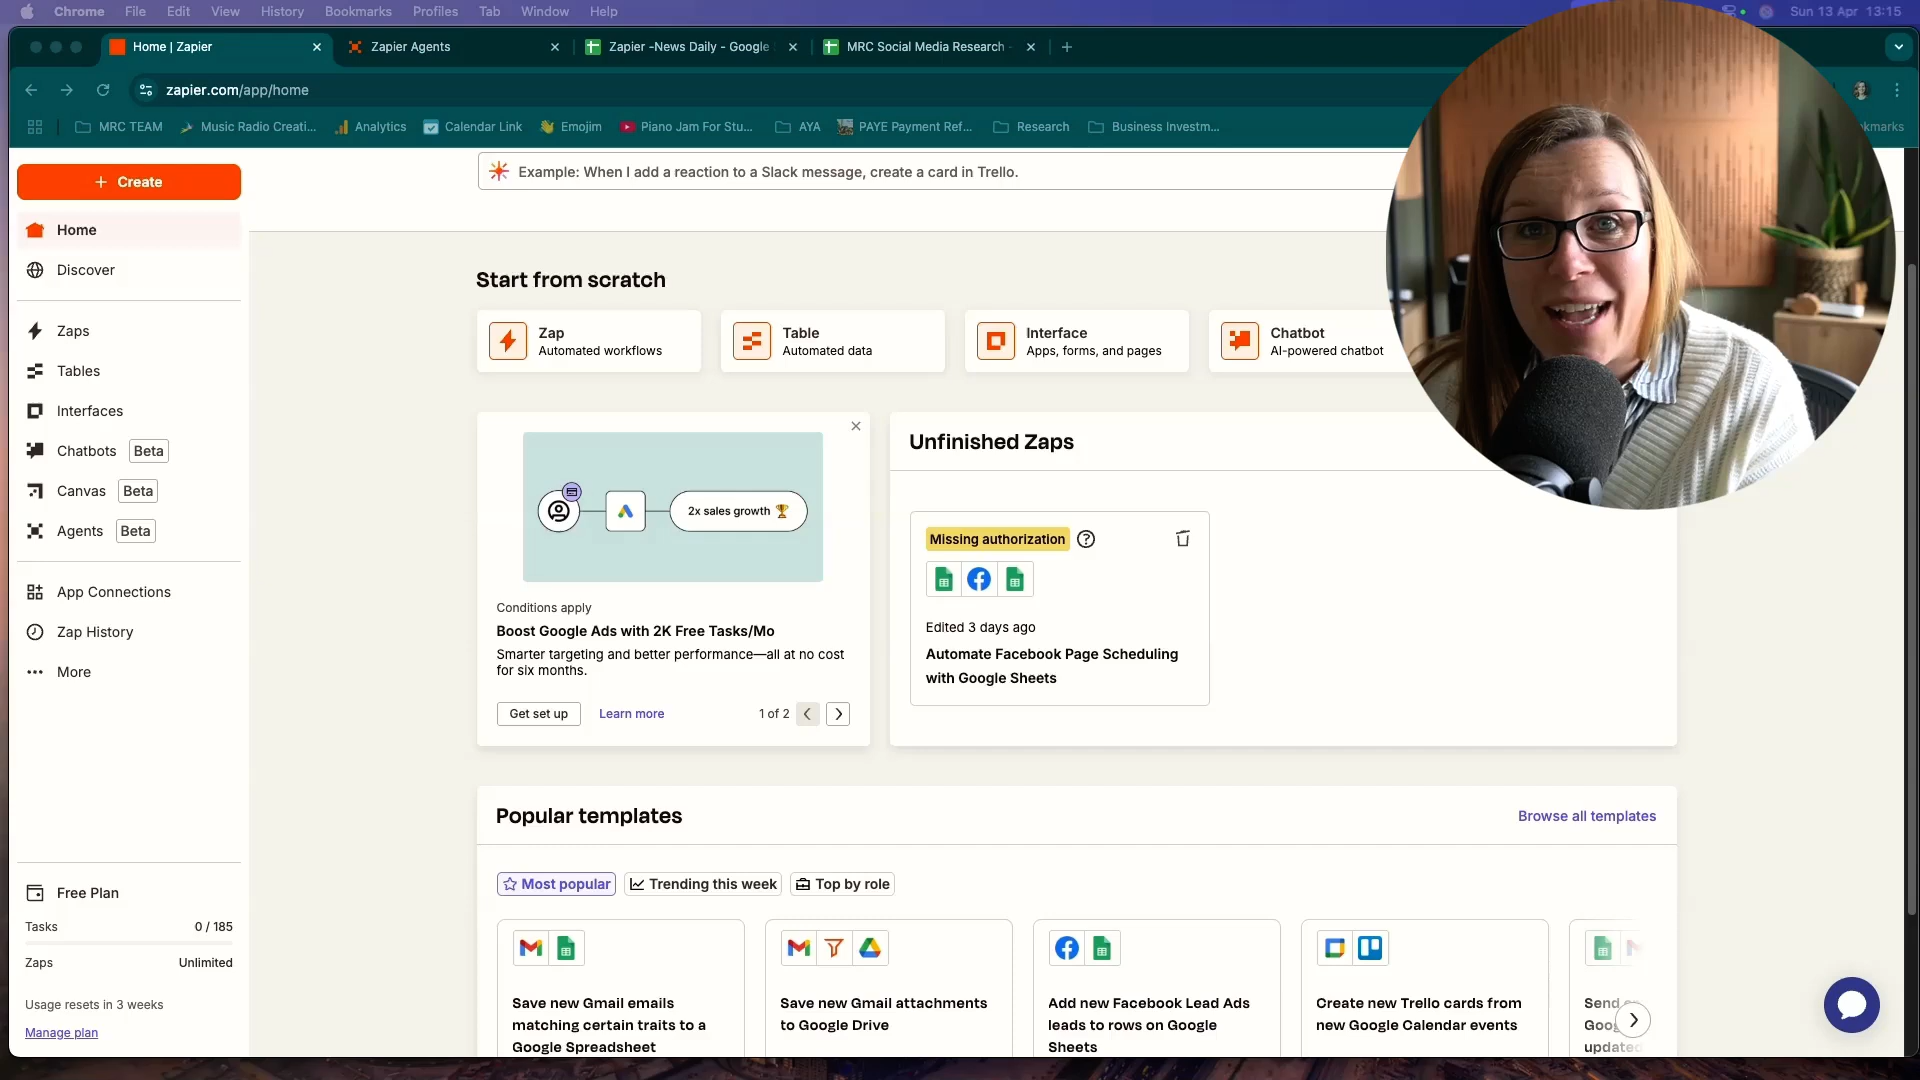 Chrome File Edit View History Bookmarks Profiles Tab Window Help Sun 13 Apr 13:15
Home | Zapier
Zapier Agents
Zapier -News Daily - Google
MRC Social Media Research -
zapier.com/app/home
MRC TEAM
Music Radio Creati...
Analytics
Calendar Link
Emojim
Piano Jam For Stu...
AYA
PAYE Payment Ref...
Research
Business Investm...
Create
Home
Discover
Zaps
Tables
Interfaces
Chatbots Beta
Canvas Beta
Agents Beta
App Connections
Zap History
More
Free Plan
Tasks 0 / 185
Zaps Unlimited
Usage resets in 3 weeks
Manage plan
Example: When I add a reaction to a Slack message, create a card in Trello.
Start from scratch
Zap
Automated workflows
Table
Automated data
Interface
Apps, forms, and pages
Chatbot
AI-powered chatbot
2x sales growth
Conditions apply
Boost Google Ads with 2K Free Tasks/Mo
Smarter targeting and better performance—all at no cost
for six months.
Get set up
Learn more
1 of 2
Unfinished Zaps
Missing authorization
Edited 3 days ago
Automate Facebook Page Scheduling
with Google Sheets
Popular templates
Browse all templates
Most popular
Trending this week
Top by role
Save new Gmail emails
matching certain traits to a
Google Spreadsheet
Save new Gmail attachments
to Google Drive
Add new Facebook Lead Ads
leads to rows on Google
Sheets
Create new Trello cards from
new Google Calendar events
Send
updated